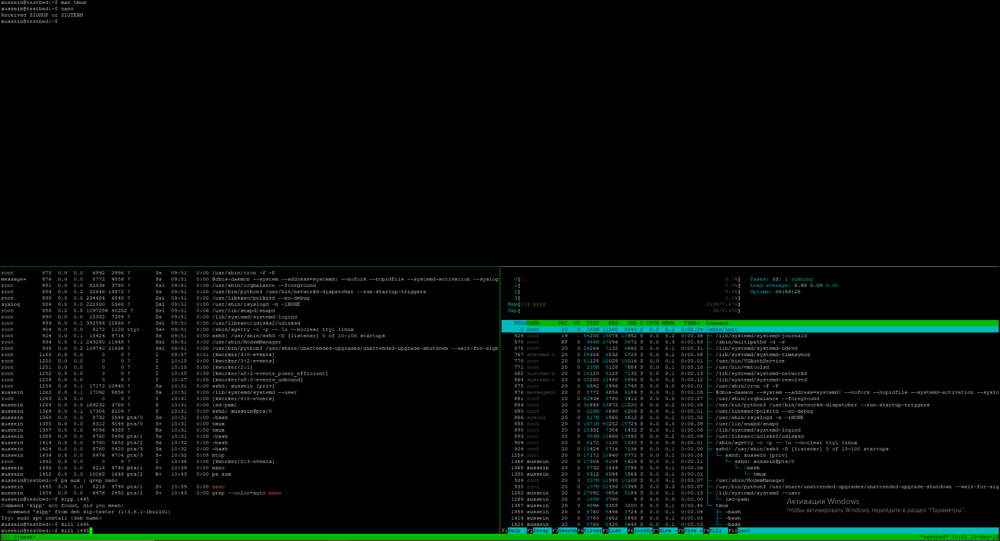 xussein@testbed:~$ man tmux
xussein@testbed:~$ nano
Received SIGHUP or SIGTERM
xussein@testbed:~$
root 875 0.0 0.0 6892 2996 ? Ss 09:51 0:00 /usr/sbin/cron -f -P
message+ 876 0.0 0.0 8772 4856 ? Ss 09:51 0:00 @dbus-daemon --system --address=systemd: --nofork --nopidfile --systemd-activation --syslog
root 881 0.0 0.0 82836 3780 ? Ssl 09:51 0:00 /usr/sbin/irqbalance --foreground
root 884 0.0 0.2 32648 18872 ? Ss 09:51 0:00 /usr/bin/python3 /usr/bin/networkd-dispatcher --run-startup-triggers
root 885 0.0 0.0 234484 6840 ? Ssl 09:51 0:00 /usr/libexec/polkitd --no-debug
syslog 886 0.0 0.0 222400 5960 ? Ssl 09:51 0:00 /usr/sbin/rsyslogd -n -iNONE
root 888 0.2 0.5 1097296 40252 ? Ssl 09:51 0:06 /usr/lib/snapd/snapd
root 890 0.0 0.0 15332 7384 ? Ss 09:51 0:00 /lib/systemd/systemd-logind
root 893 0.0 0.1 392584 12660 ? Ssl 09:51 0:00 /usr/libexec/udisks2/udisksd
root 904 0.0 0.0 6172 1120 tty1 Ss+ 09:51 0:00 /sbin/agetty -o -p -- \u --noclear tty1 linux
root 924 0.0 0.1 15424 8716 ? Ss 09:51 0:00 sshd: /usr/sbin/sshd -D [listener] 0 of 10-100 startups
root 934 0.0 0.1 243280 11948 ? Ssl 09:51 0:00 /usr/sbin/ModemManager
root 935 0.0 0.2 109740 21496 ? Ssl 09:51 0:00 /usr/bin/python3 /usr/share/unattended-upgrades/unattended-upgrade-shutdown --wait-for-sign
root 1165 0.0 0.0 0 0 ? I 09:57 0:01 [kworker/3:0-events]
root 1250 0.0 0.0 0 0 ? I 10:15 0:00 [kworker/3:2-events]
root 1251 0.0 0.0 0 0 ? I 10:15 0:00 [kworker/2:1]
root 1252 0.0 0.0 0 0 ? I 10:15 0:00 [kworker/u8:2-events_power_efficient]
root 1258 0.0 0.0 0 0 ? I 10:27 0:00 [kworker/u8:0-events_unbound]
root 1259 0.0 0.1 17172 10940 ? Ss 10:31 0:00 sshd: xussein [priv]
xussein 1262 0.0 0.1 17092 9856 ? Ss 10:31 0:00 /lib/systemd/systemd --user
root 1263 0.0 0.0 0 0 ? I 10:31 0:00 [kworker/0:0-events]
xussein 1264 0.0 0.0 169232 3760 ? S 10:31 0:00 (sd-pam)
xussein 1368 0.0 0.1 17304 8104 ? S 10:31 0:00 sshd: xussein@pts/0
xussein 1369 0.0 0.0 8732 5544 pts/0 Ss 10:31 0:00 -bash
xussein 1385 0.0 0.0 8312 4044 pts/0 S+ 10:31 0:00 tmux
xussein 1387 0.0 0.0 9096 4388 ? Rs 10:31 0:00 tmux
xussein 1388 0.0 0.0 8760 5496 pts/1 Ss 10:31 0:00 -bash
xussein 1414 0.0 0.0 8760 5652 pts/2 Ss 10:32 0:00 -bash
xussein 1424 0.0 0.0 8760 5420 pts/3 Ss 10:32 0:00 -bash
xussein 1434 0.8 0.0 8476 4704 pts/3 S+ 10:32 0:05 htop
root 1442 0.0 0.0 0 0 ? I 10:34 0:00 [kworker/0:3-events]
xussein 1445 0.0 0.0 8216 4740 pts/1 S+ 10:39 0:00 nano
xussein 1452 0.0 0.0 10068 1648 pts/2 R+ 10:43 0:00 ps aux
xussein@testbed:~$ ps aux | grep nano
xussein 1445 0.0 0.0 8216 4740 pts/1 S+ 10:39 0:00 nano
xussein 1454 0.0 0.0 6476 2480 pts/2 S+ 10:43 0:00 grep --color=auto nano
xussein@testbed:~$ kipp 1445
Command 'kipp' not found, did you mean:
command 'sipp' from deb sip-tester (1:3.6.1-1build1)
Try: sudo apt install <deb name>
xussein@testbed:~$ kill 1445
xussein@testbed:~$ kill 1445
0[| 0.7%] Tasks: 33; 1 running
1[ 0.0%] Load average: 0.00 0.00 0.00
2[ 0.0%] Uptime: 00:59:25
3[ 0.0%]
Mem[||||||||| 250M/7.67G]
Swp[ 0K/4.00G]
PID△USER PRI NI VIRT RES SHR S CPU% MEM% TIME+ Command
1 root 20 0 162M 11300 8040 S 0.0 0.1 0:02.29 /sbin/init
529 root 19 -1 64200 15076 13952 S 0.0 0.2 0:00.36 /lib/systemd/systemd-journald
570 root RT 0 346M 27096 9072 S 0.0 0.3 0:00.53 /sbin/multipathd -d -s
575 root 20 0 26264 7132 4692 S 0.0 0.1 0:00.31 /lib/systemd/systemd-udevd
767 systemd-t 20 0 89356 6532 5728 S 0.0 0.1 0:00.08 /lib/systemd/systemd-timesyncd
770 root 20 0 51128 12028 10016 S 0.0 0.1 0:00.01 /usr/bin/VGAuthService
771 root 20 0 235M 9128 7684 S 0.0 0.1 0:05.10 /usr/bin/vmtoolsd
862 systemd-n 20 0 16120 8128 7132 S 0.0 0.1 0:00.13 /lib/systemd/systemd-networkd
864 systemd-r 20 0 25260 12480 8540 S 0.0 0.2 0:00.12 /lib/systemd/systemd-resolved
875 root 20 0 6892 2996 2748 S 0.0 0.0 0:00.01 /usr/sbin/cron -f -P
876 messagebu 20 0 8772 4856 4184 S 0.0 0.1 0:00.08 @dbus-daemon --system --address=systemd: --nofork --nopidfile --systemd-activation --syslo
881 root 20 0 82836 3780 3412 S 0.0 0.0 0:00.27 /usr/sbin/irqbalance --foreground
884 root 20 0 32648 18872 10220 S 0.0 0.2 0:00.08 /usr/bin/python3 /usr/bin/networkd-dispatcher --run-startup-triggers
885 root 20 0 228M 6840 6204 S 0.0 0.1 0:00.01 /usr/libexec/polkitd --no-debug
886 syslog 20 0 217M 5960 4612 S 0.0 0.1 0:00.02 /usr/sbin/rsyslogd -n -iNONE
888 root 20 0 1071M 40252 19724 S 0.0 0.5 0:06.39 /usr/lib/snapd/snapd
890 root 20 0 15332 7384 6432 S 0.0 0.1 0:00.08 /lib/systemd/systemd-logind
893 root 20 0 383M 12660 10592 S 0.0 0.2 0:00.09 /usr/libexec/udisks2/udisksd
904 root 20 0 6172 1120 1032 S 0.0 0.0 0:00.01 /sbin/agetty -o -p -- \u --noclear tty1 linux
924 root 20 0 15424 8716 7136 S 0.0 0.1 0:00.00 sshd: /usr/sbin/sshd -D [listener] 0 of 10-100 startups
1259 root 20 0 17172 10940 8772 S 0.0 0.1 0:00.05 sshd: xussein [priv]
1368 xussein 20 0 17304 8104 5624 S 0.0 0.1 0:00.21 sshd: xussein@pts/0
1369 xussein 20 0 8732 5544 3796 S 0.0 0.1 0:00.06 -bash
1385 xussein 20 0 8312 4044 3564 S 0.0 0.1 0:00.01 tmux
934 root 20 0 237M 11948 10108 S 0.0 0.1 0:00.07 /usr/sbin/ModemManager
935 root 20 0 107M 21496 13348 S 0.0 0.3 0:00.07 /usr/bin/python3 /usr/share/unattended-upgrades/unattended-upgrade-shutdown --wait-for-sig
1262 xussein 20 0 17092 9856 8184 S 0.0 0.1 0:00.13 /lib/systemd/systemd --user
1264 xussein 20 0 165M 3760 4 S 0.0 0.0 0:00.00 (sd-pam)
1387 xussein 20 0 9096 4388 3200 S 0.0 0.1 0:00.45 tmux
1388 xussein 20 0 8760 5496 3724 S 0.0 0.1 0:00.04 -bash
1414 xussein 20 0 8760 5652 3848 S 0.0 0.1 0:00.05 -bash
1424 xussein 20 0 8760 5420 3648 S 0.0 0.1 0:00.03 -bash
F1Help F2Setup F3SearchF4FilterF5List F6SortByF7Nice -F8Nice +F9Kill F10Quit
Активация Windows
Чтобы активировать Windows, перейдите в раздел "Параметры".
[0] 0:bash* "testbed" 10:51 15-May-23